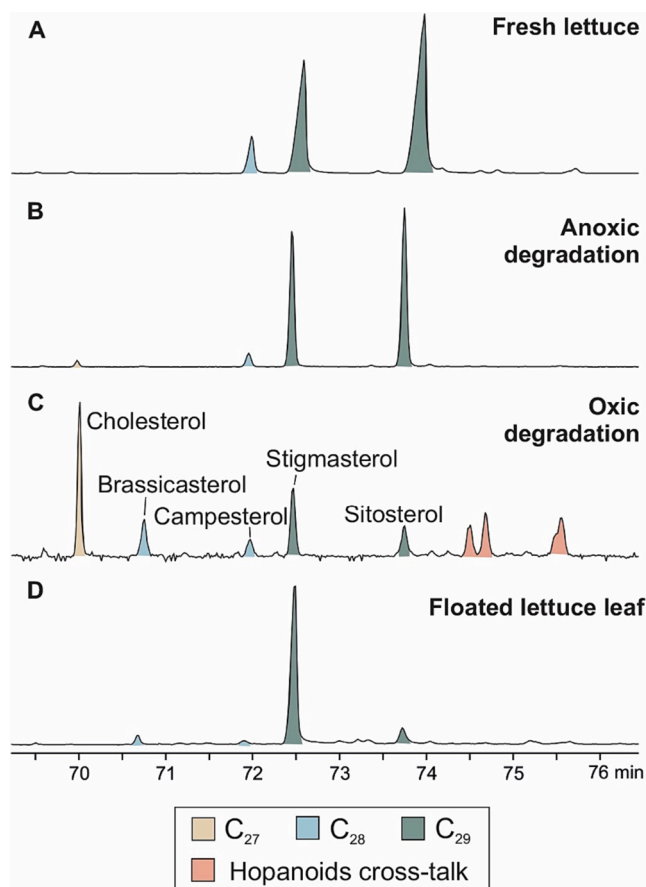 A
Fresh lettuce
B
Anoxic
degradation
C
Oxic
degradation
Cholesterol
Stigmasterol
Brassicasterol
Campesterol
Sitosterol
D
Floated lettuce leaf
70 71 72 73 74 75 76 min
C27 C28 C29
Hopanoids cross-talk